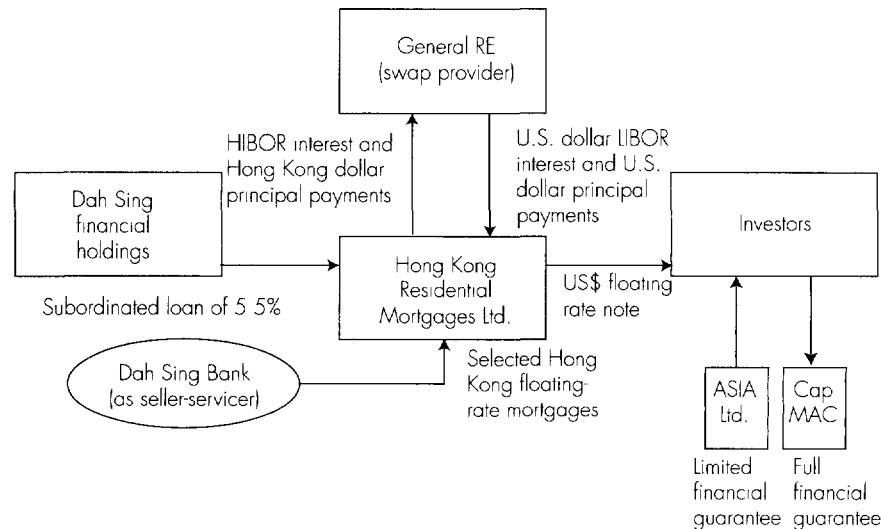 General RE
(swap provider)
HIBOR interest and
Hong Kong dollar
principal payments
U.S. dollar LIBOR
interest and U.S.
dollar principal
payments
Dah Sing
financial
holdings
Hong Kong
Residential
Mortgages Ltd.
Investors
US$ floating
rate note
Subordinated loan of 5 5%
Dah Sing Bank
(as seller-servicer)
Selected Hong
Kong floating-
rate mortgages
ASIA
Ltd.
Cap
MAC
Limited
financial
guarantee
Full
financial
guarantee